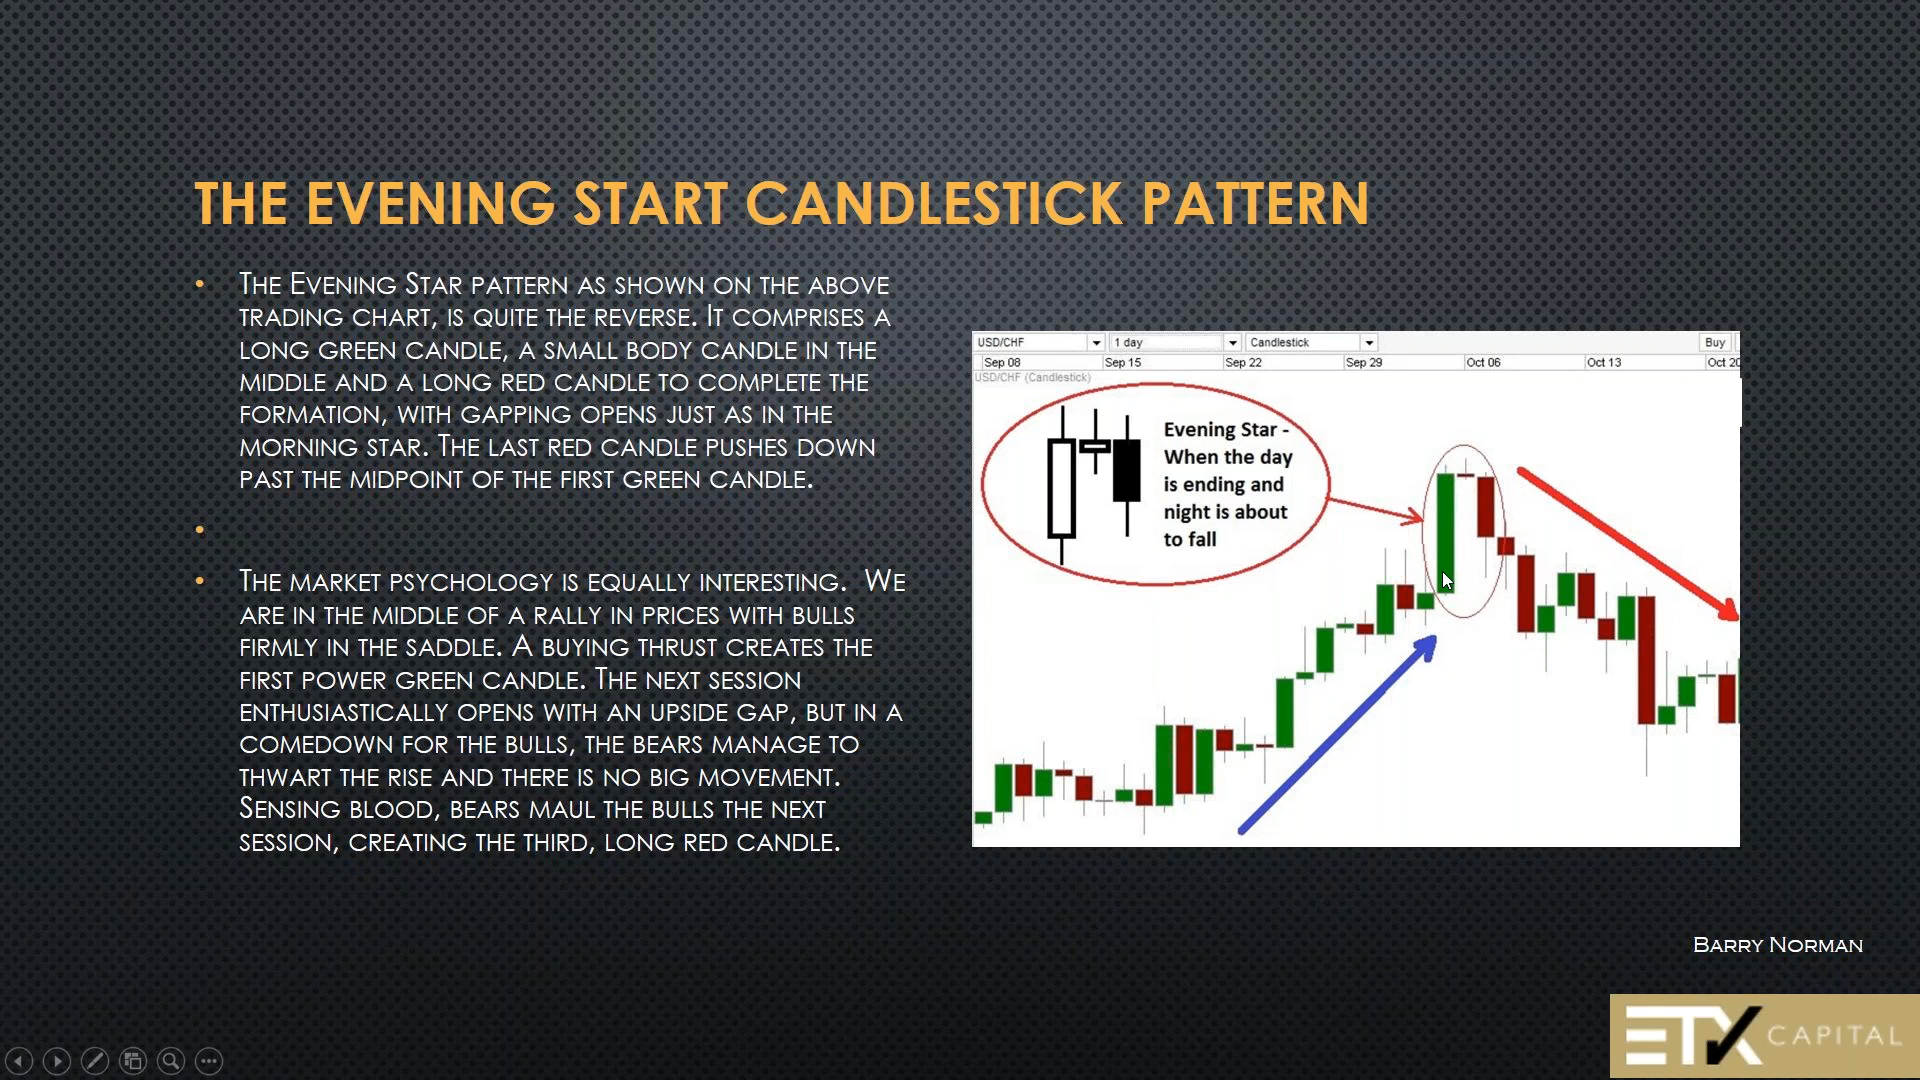 THE EVENING START CANDLESTICK PATTERN
• THE EVENING STAR PATTERN AS SHOWN ON THE ABOVE
TRADING CHART, IS QUITE THE REVERSE. IT COMPRISES A
LONG GREEN CANDLE, A SMALL BODY CANDLE IN THE
MIDDLE AND A LONG RED CANDLE TO COMPLETE THE
FORMATION, WITH GAPPING OPENS JUST AS IN THE
MORNING STAR. THE LAST RED CANDLE PUSHES DOWN
PAST THE MIDPOINT OF THE FIRST GREEN CANDLE.
•
• THE MARKET PSYCHOLOGY IS EQUALLY INTERESTING. WE
ARE IN THE MIDDLE OF A RALLY IN PRICES WITH BULLS
FIRMLY IN THE SADDLE. A BUYING THRUST CREATES THE
FIRST POWER GREEN CANDLE. THE NEXT SESSION
ENTHUSIASTICALLY OPENS WITH AN UPSIDE GAP, BUT IN A
COMEDOWN FOR THE BULLS, THE BEARS MANAGE TO
THWART THE RISE AND THERE IS NO BIG MOVEMENT.
SENSING BLOOD, BEARS MAUL THE BULLS THE NEXT
SESSION, CREATING THE THIRD, LONG RED CANDLE.
USD/CHF 1 day Candlestick Buy
Sep 08 Sep 15 Sep 22 Sep 29 Oct 06 Oct 13 Oct 20
USD/CHF (Candlestick)
Evening Star -
When the day
is ending and
night is about
to fall
BARRY NORMAN
ETX CAPITAL